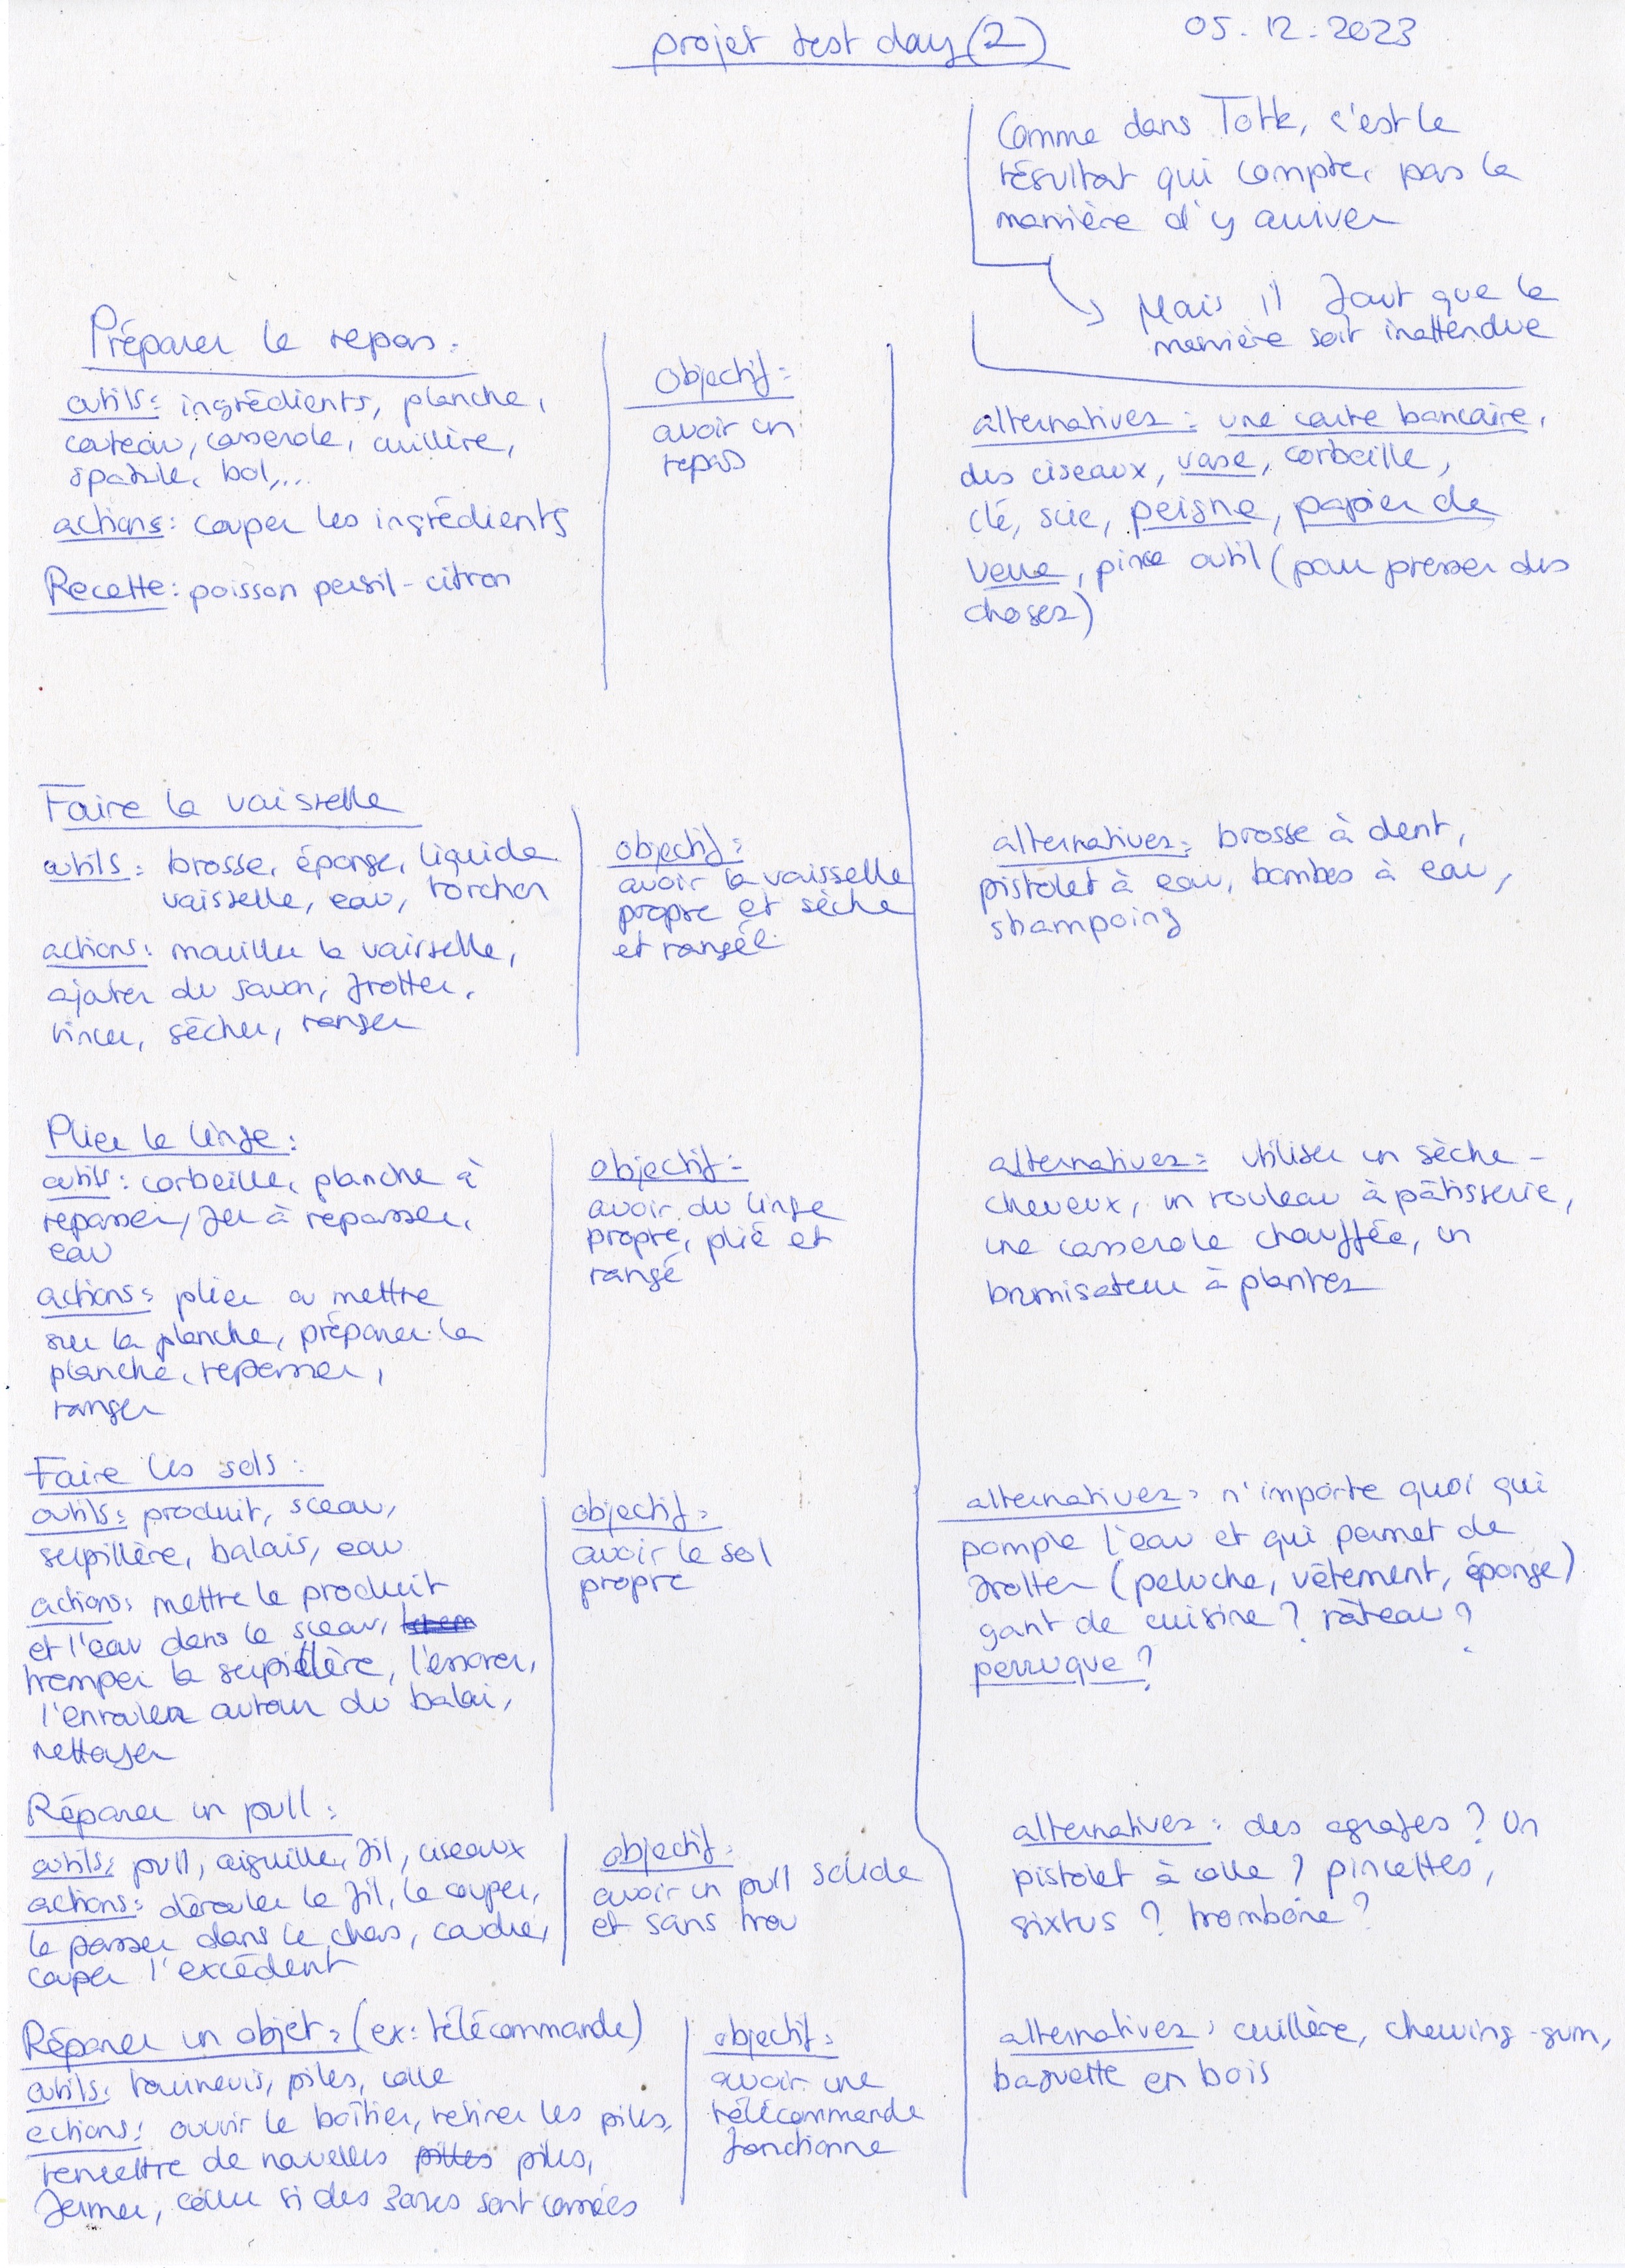 projet test day (2)
05.12.2023
Comme dans Totk, c'est le
résultat qui compte, pas la
manière d'y arriver
Mais il faut que la
manière soit inattendue
Préparer le repas:
outils: ingrédients, planche,
couteau, casserole, cuillère,
spatule, bol,...
actions: couper les ingrédients
Recette: poisson persil-citron
objectif:
avoir un
repas
alternatives: une carte bancaire,
des ciseaux, vase, corbeille,
clé, scie, peigne, papier de
verre, pince outil (pour presser des
choses)
Faire la vaisselle
outils: brosse, éponge, liquide
vaisselle, eau, torchon
actions: mouiller la vaisselle,
ajouter du savon, frotter,
rincer, sécher, ranger
objectif:
avoir la vaisselle
propre et sèche
et rangée.
alternatives: brosse à dent,
pistolet à eau, bombes à eau,
shampoing
Plier le linge:
outils: corbeille, planche à
repasser, fer à repasser,
eau
actions: plier ou mettre
sur la planche, préparer la
planche, repasser,
ranger
objectif:
avoir du linge
propre, plié et
rangé
alternatives: utiliser un sèche-
cheveux, un rouleau à pâtisserie,
une casserole chauffée, un
brumisateur à plantes
Faire les sols:
outils: produit, sceau,
serpillère, balais, eau
actions: mettre le produit
et l'eau dans le sceau,
tremper la serpillère, l'essorer,
l'enrouler autour du balai,
nettoyer
objectif:
avoir le sol
propre
alternatives: n'importe quoi qui
pompe l'eau et qui permet de
frotter (peluche, vêtement, éponge)
gant de cuisine? râteau?
perruque?
Réparer un pull:
outils: pull, aiguille, fil, ciseaux
actions: dérouler le fil, le couper,
le passer dans le chas, coudre,
couper l'excédent
objectif:
avoir un pull solide
et sans trou
alternatives: des agrafes? Un
pistolet à colle? pincettes,
sixtus? trombone?
Réparer un objet: (ex: télécommande)
outils: tournevis, piles, colle
actions: ouvrir le boîtier, retirer les piles,
remettre de nouvelles piles,
fermer, coller si des zones sont cassées
objectif:
avoir une
télécommande
fonctionne
alternatives: cuillère, chewing-gum,
baguette en bois